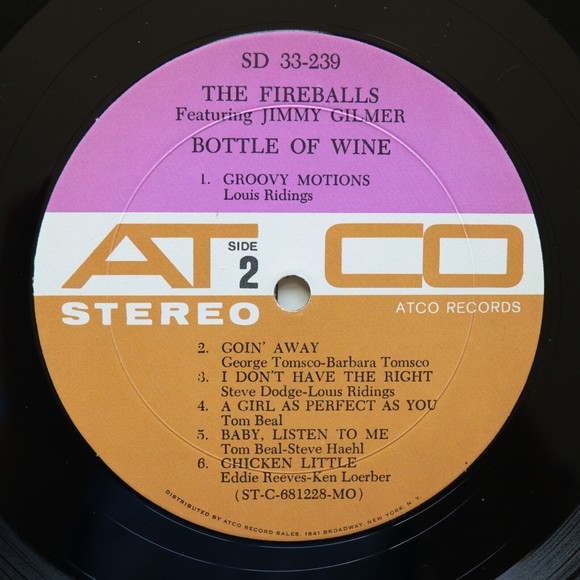 SD 33-239
THE FIREBALLS
Featuring JIMMY GILMER
BOTTLE OF WINE
1. GROOVY MOTIONS
Louis Ridings
ATCO
SIDE
2
STEREO
ATCO RECORDS
2. GOIN' AWAY
George Tomsco-Barbara Tomsco
3. I DON'T HAVE THE RIGHT
Steve Dodge-Louis Ridings
4. A GIRL AS PERFECT AS YOU
Tom Beal
5. BABY, LISTEN TO ME
Tom Beal-Steve Haehl
6. CHICKEN LITTLE
Eddie Reeves-Ken Loerber
(ST-C-681228-MO)
DISTRIBUTED BY ATCO RECORD SALES, 1841 BROADWAY, NEW YORK, N. Y.